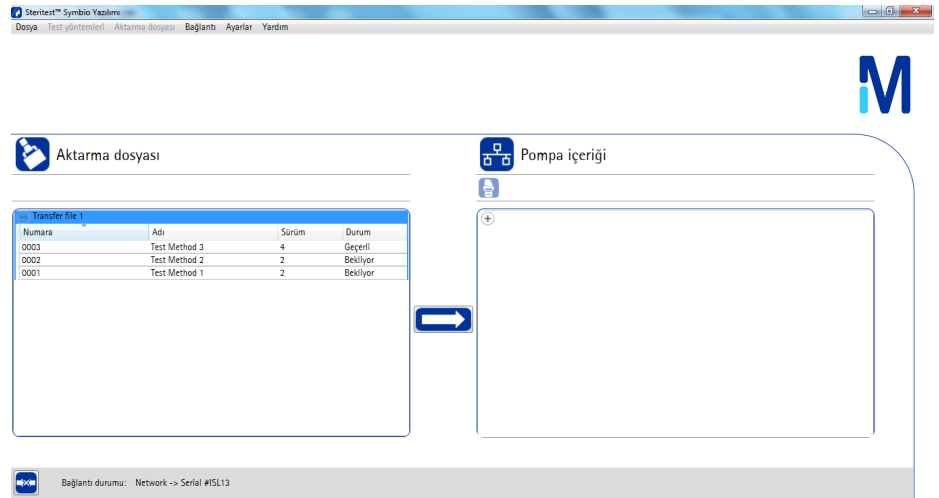 Steritest™ Symbio Yazılımı
Dosya Test yöntemleri Aktarma dosyası Bağlantı Ayarlar Yardım
M
Aktarma dosyası
Pompa içeriği
Transfer file 1
Numara Adı Sürüm Durum
0003 Test Method 3 4 Geçerli
0002 Test Method 2 2 Bekliyor
0001 Test Method 1 2 Bekliyor
Bağlantı durumu: Network -> Serial #ISL13